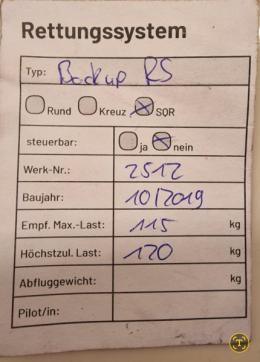 Rettungssystem
Typ: Backup RS
Rund Kreuz SQR
steuerbar: ja nein
Werk-Nr.: 2512
Baujahr: 10/2019
Empf. Max.-Last: 115 kg
Höchstzul. Last: 120 kg
Abfluggewicht: kg
Pilot/in: